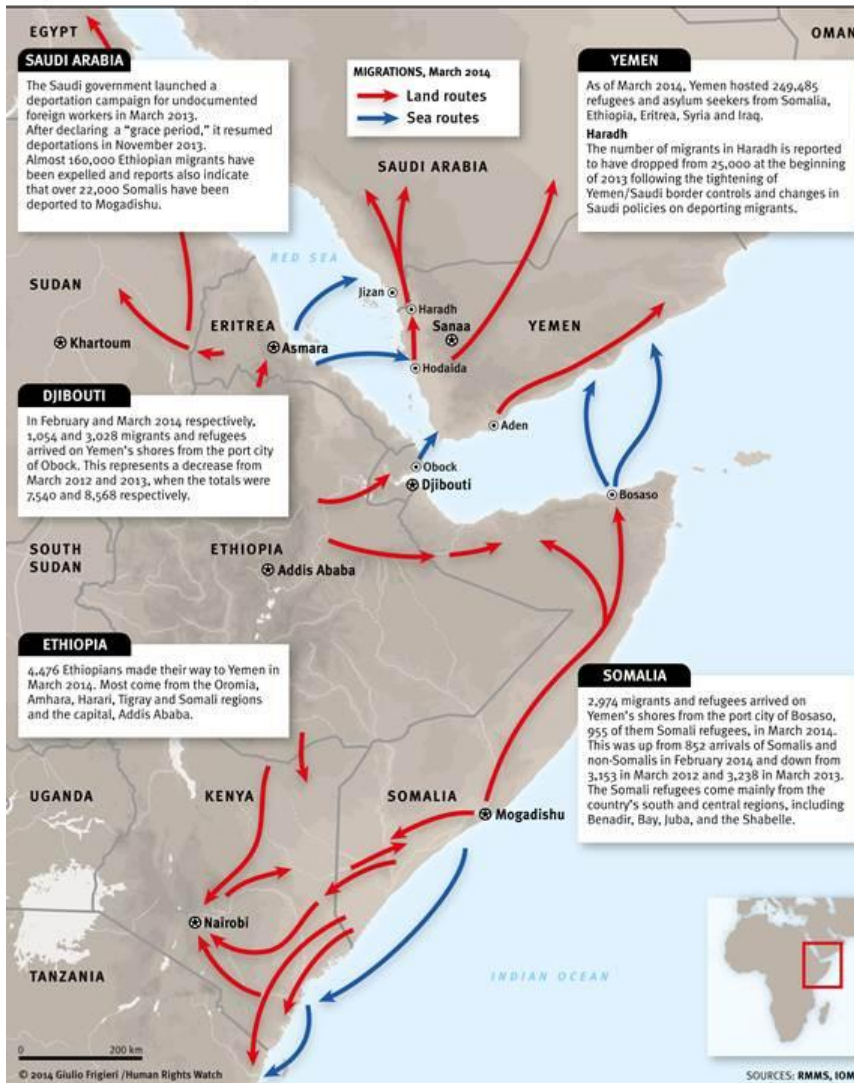 EGYPT
OMAN
SAUDI ARABIA
The Saudi government launched a
deportation campaign for undocumented
foreign workers in March 2013.
After declaring a “grace period,” it resumed
deportations in November 2013.
Almost 160,000 Ethiopian migrants have
been expelled and reports also indicate
that over 22,000 Somalis have been
deported to Mogadishu.
MIGRATIONS, March 2014
Land routes
Sea routes
YEMEN
As of March 2014, Yemen hosted 249,485
refugees and asylum seekers from Somalia,
Ethiopia, Eritrea, Syria and Iraq.
Haradh
The number of migrants in Haradh is reported
to have dropped from 25,000 at the beginning
of 2013 following the tightening of
Yemen/Saudi border controls and changes in
Saudi policies on deporting migrants.
SAUDI ARABIA
RED SEA
SUDAN
Jizan
Haradh
ERITREA
Sanaa
YEMEN
Khartoum
Asmara
Hodaida
DJIBOUTI
In February and March 2014 respectively,
1,054 and 3,028 migrants and refugees
arrived on Yemen's shores from the port city
of Obock. This represents a decrease from
March 2012 and 2013, when the totals were
7,540 and 8,568 respectively.
Aden
Obock
Djibouti
Bosaso
SOUTH
SUDAN
ETHIOPIA
Addis Ababa
ETHIOPIA
4,476 Ethiopians made their way to Yemen in
March 2014. Most come from the Oromia,
Amhara, Harari, Tigray and Somali regions
and the capital, Addis Ababa.
SOMALIA
2,974 migrants and refugees arrived on
Yemen's shores from the port city of Bosaso,
955 of them Somali refugees, in March 2014.
This was up from 852 arrivals of Somalis and
non-Somalis in February 2014 and down from
3,153 in March 2012 and 3,238 in March 2013.
The Somali refugees come mainly from the
country's south and central regions, including
Benadir, Bay, Juba, and the Shabelle.
UGANDA
KENYA
SOMALIA
Mogadishu
Nairobi
TANZANIA
INDIAN OCEAN
0 200 km
© 2014 Giulio Frigieri /Human Rights Watch
SOURCES: RMMS, IOM